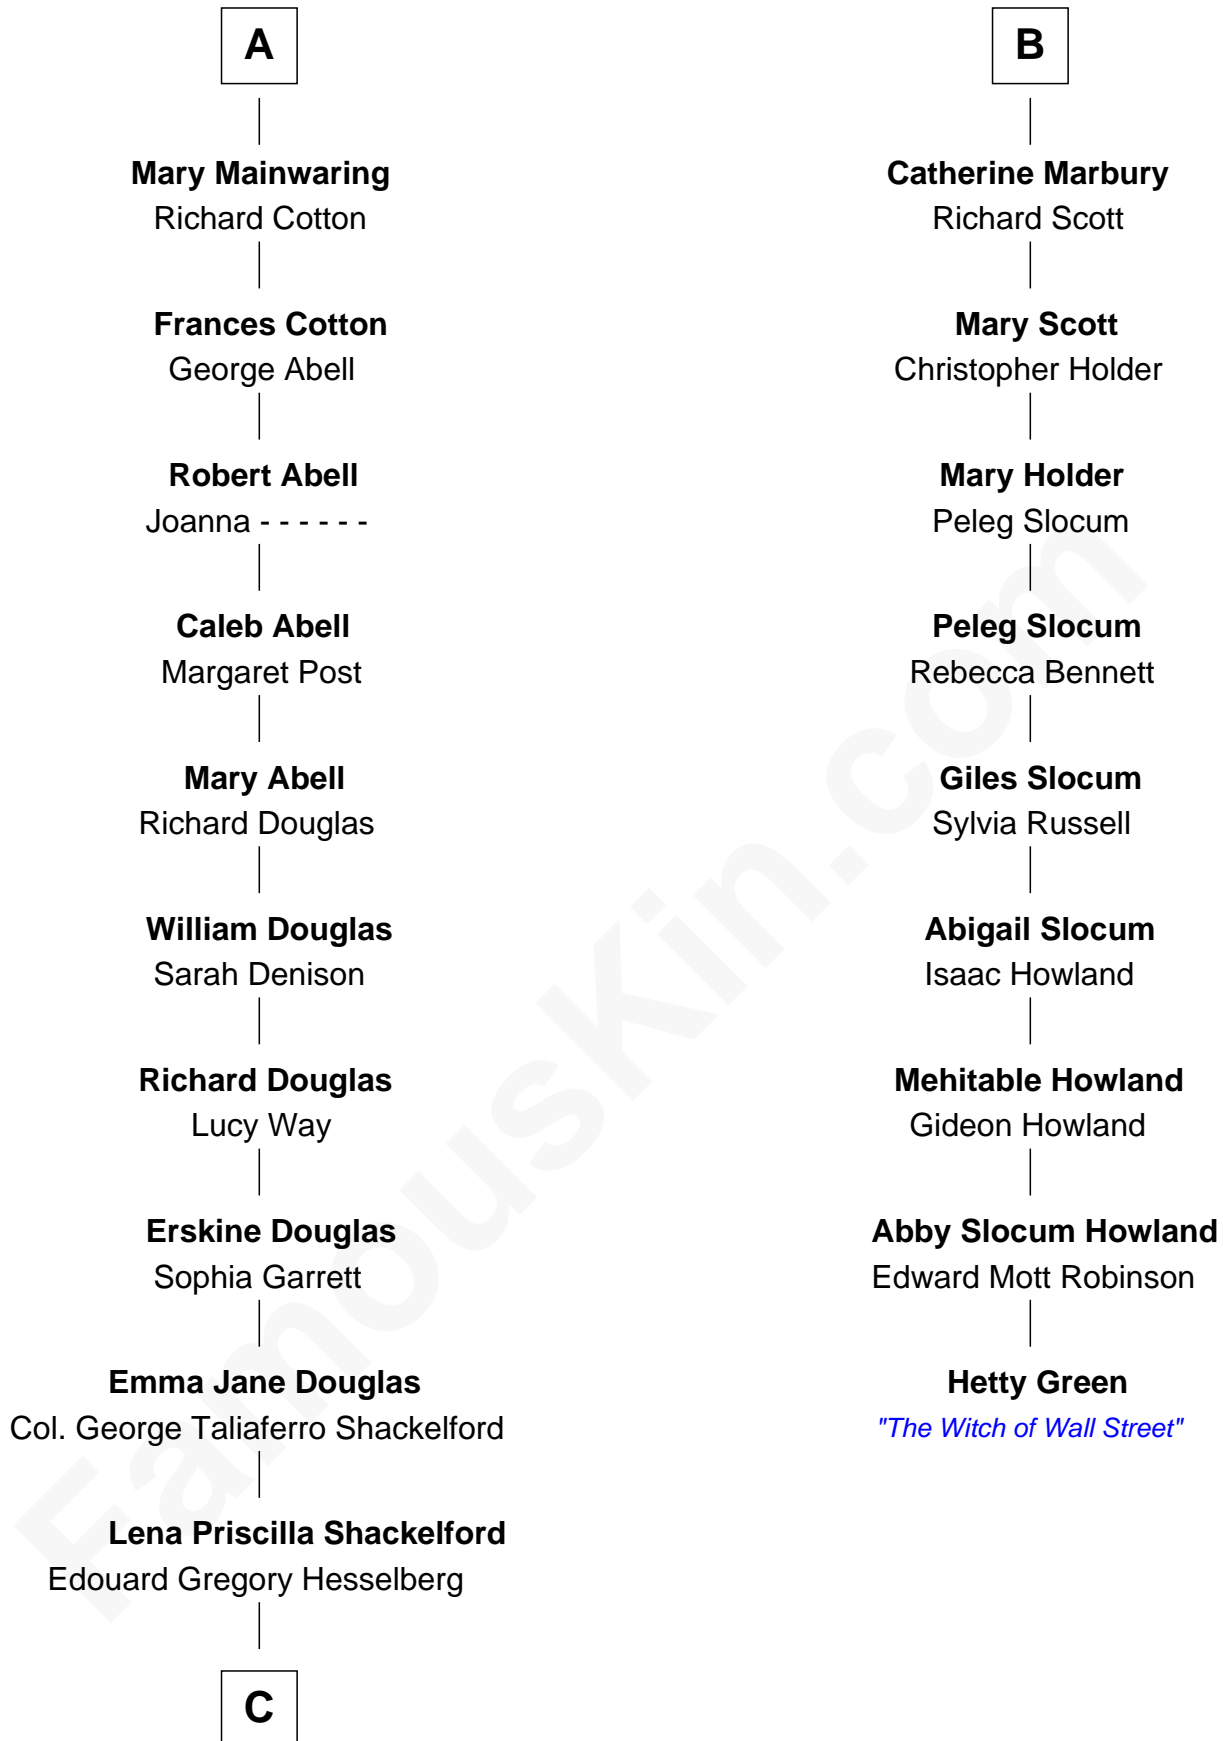 A
Mary Mainwaring
Richard Cotton
Frances Cotton
George Abell
Robert Abell
Joanna - - - - - -
Caleb Abell
Margaret Post
Mary Abell
Richard Douglas
William Douglas
Sarah Denison
Richard Douglas
Lucy Way
Erskine Douglas
Sophia Garrett
Emma Jane Douglas
Col. George Taliaferro Shackelford
Lena Priscilla Shackelford
Edouard Gregory Hesselberg
C
B
Catherine Marbury
Richard Scott
Mary Scott
Christopher Holder
Mary Holder
Peleg Slocum
Peleg Slocum
Rebecca Bennett
Giles Slocum
Sylvia Russell
Abigail Slocum
Isaac Howland
Mehitable Howland
Gideon Howland
Abby Slocum Howland
Edward Mott Robinson
Hetty Green
"The Witch of Wall Street"
FamousKin.com